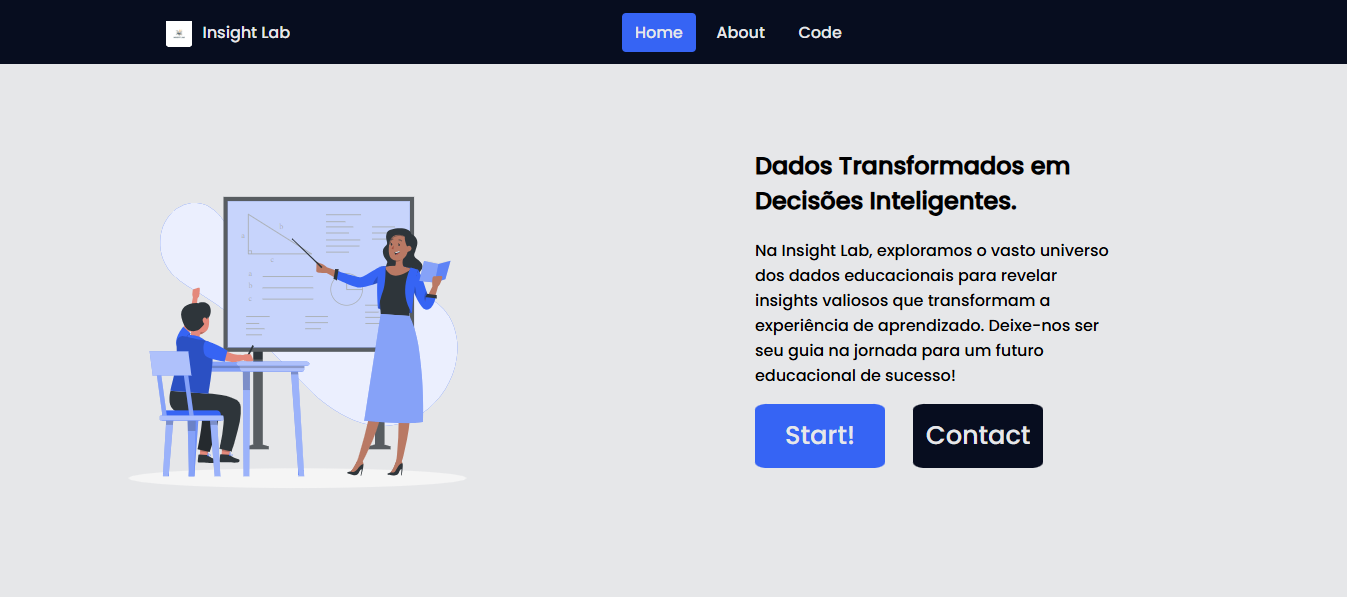 Insight Lab
Home
About
Code
Dados Transformados em
Decisões Inteligentes.
Na Insight Lab, exploramos o vasto universo
dos dados educacionais para revelar
insights valiosos que transformam a
experiência de aprendizado. Deixe-nos ser
seu guia na jornada para um futuro
educacional de sucesso!
Start!
Contact